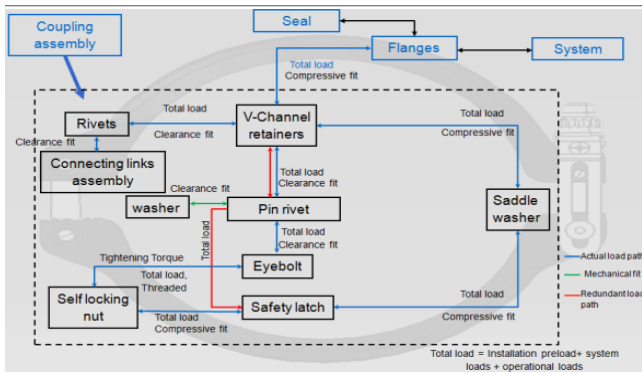 Coupling
assembly
Seal
Flanges
System
Total load
Compressive fit
Total load
Clearance fit
Rivets
V-Channel
retainers
Total load
Compressive fit
Clearance fit
Connecting links
assembly
Total load
Clearance fit
Clearance fit
washer
Pin rivet
Saddle
washer
Total load
Total load
Clearance fit
Actual load path
Mechanical fit
Redundant load
path
Tightening Torque
Eyebolt
Total load,
Threaded
Self locking
nut
Safety latch
Total load
Compressive fit
Total load
Compressive fit
Total load = Installation preload+ system
loads + operational loads